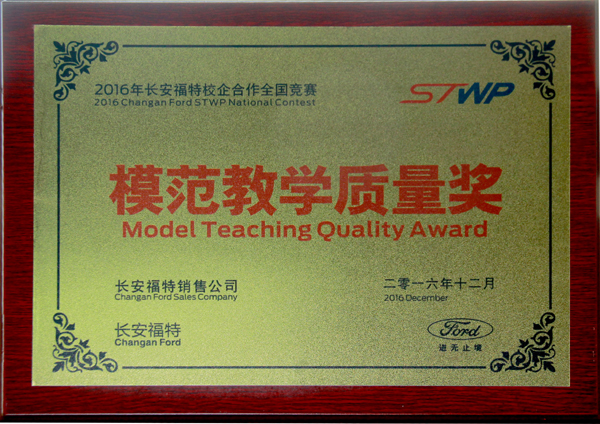 2016年长安福特校企合作全国竞赛
2016 Changan Ford STWP National Contest
STWP
模范教学质量奖
Model Teaching Quality Award
长安福特销售公司
Changan Ford Sales Company
二零一六年十二月
2016 December
长安福特
Changan Ford
Ford
进无止境